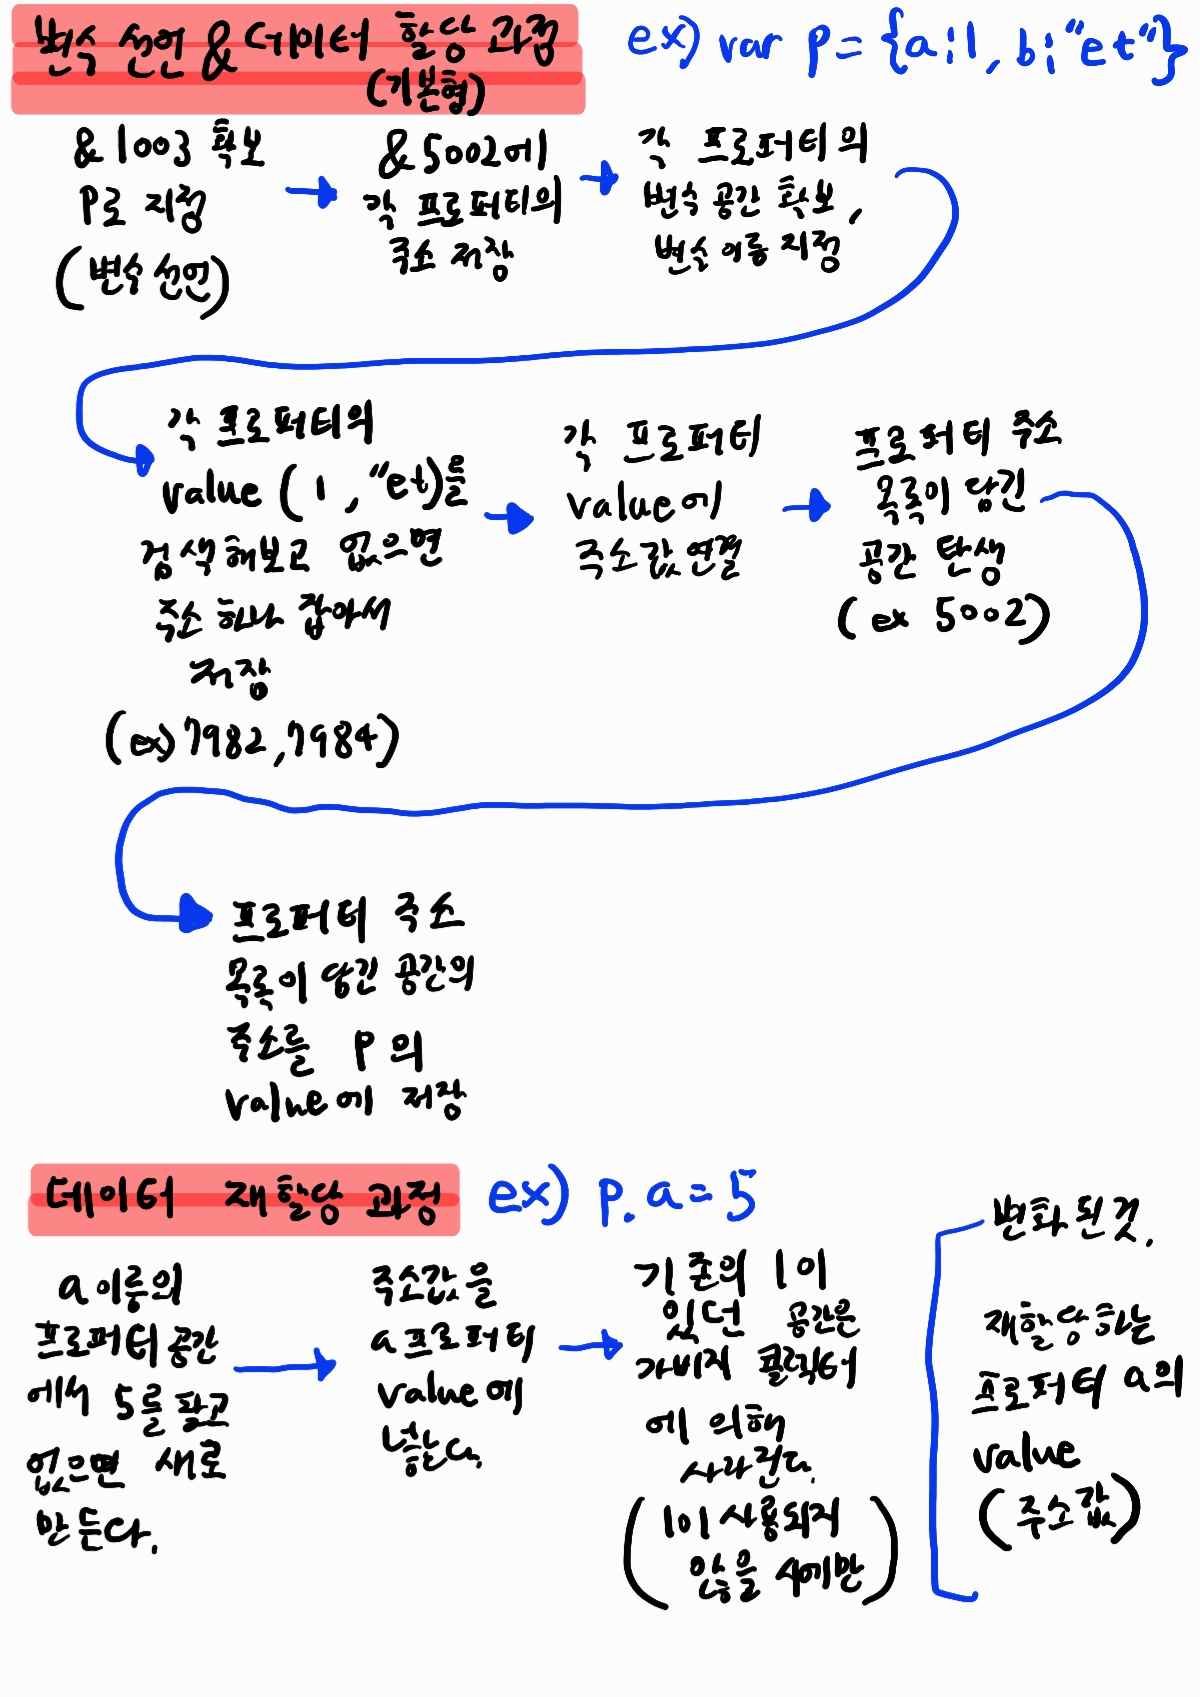 변수 선언 & 데이터 할당 과정
(기본형)
ex) var p = {a:1, b:"et"}
&1003 확보
P로 지정
(변수 선언)
&5002에
각 프로퍼티의
주소 저장
각 프로퍼티의
변수 공간 확보,
변수 이름 지정
각 프로퍼티의
value (1, "et)를
검색해보고 없으면
주소 하나 잡아서
저장
(ex) 7982, 7984)
각 프로퍼티
value에
주소값 연결
프로퍼티 주소
목록이 담긴
공간 탄생
(ex 5002)
프로퍼티 주소
목록이 담긴 공간의
주소를 P의
value에 저장
데이터 재할당 과정
ex) p.a = 5
a 이름의
프로퍼티 공간
에서 5를 찾고
없으면 새로
만든다.
주소값을
a 프로퍼티
value에
넣는다.
기존의 1이
있던 공간은
가비지 콜렉터
에 의해
사라진다.
(1이 사용되지
않을 시에만)
변화된 것.
재할당하는
프로퍼티 a의
value
(주소값)